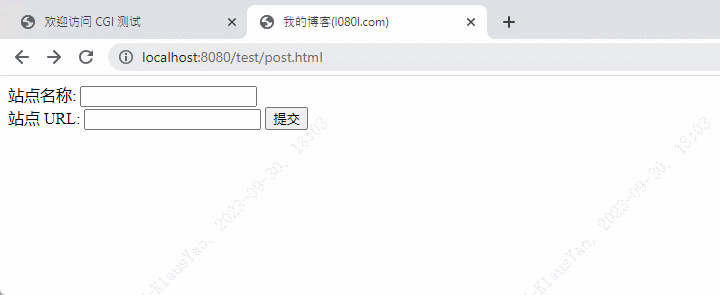 欢迎访问 CGI 测试
我的博客(l080l.com)
localhost:8080/test/post.html
站点名称:
站点 URL: 提交
-KlausYao, 2023-09-30, 18:03
-KlausYao, 2023-09-30, 18:03